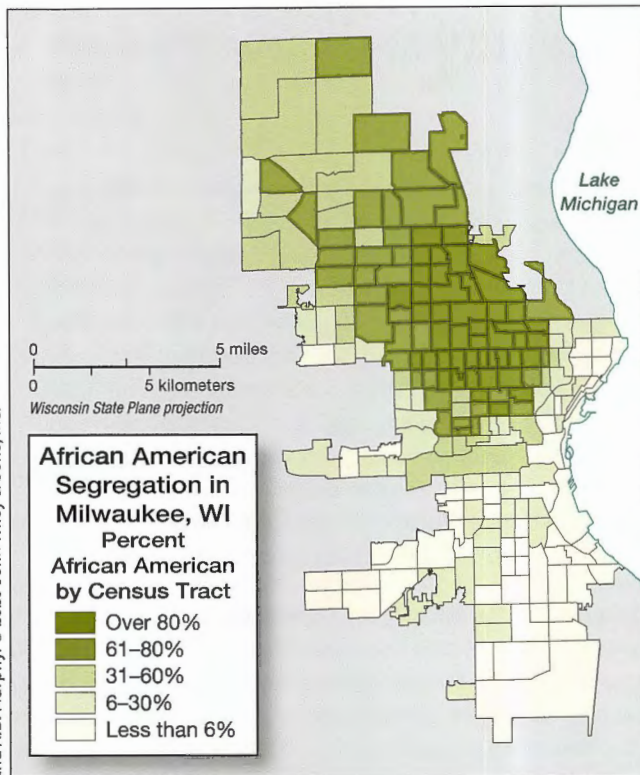 Lake
Michigan
0
5 miles
0
5 kilometers
Wisconsin State Plane projection
African American
Segregation in
Milwaukee, WI
Percent
African American
by Census Tract
Over 80%
61–80%
31–60%
6–30%
Less than 6%